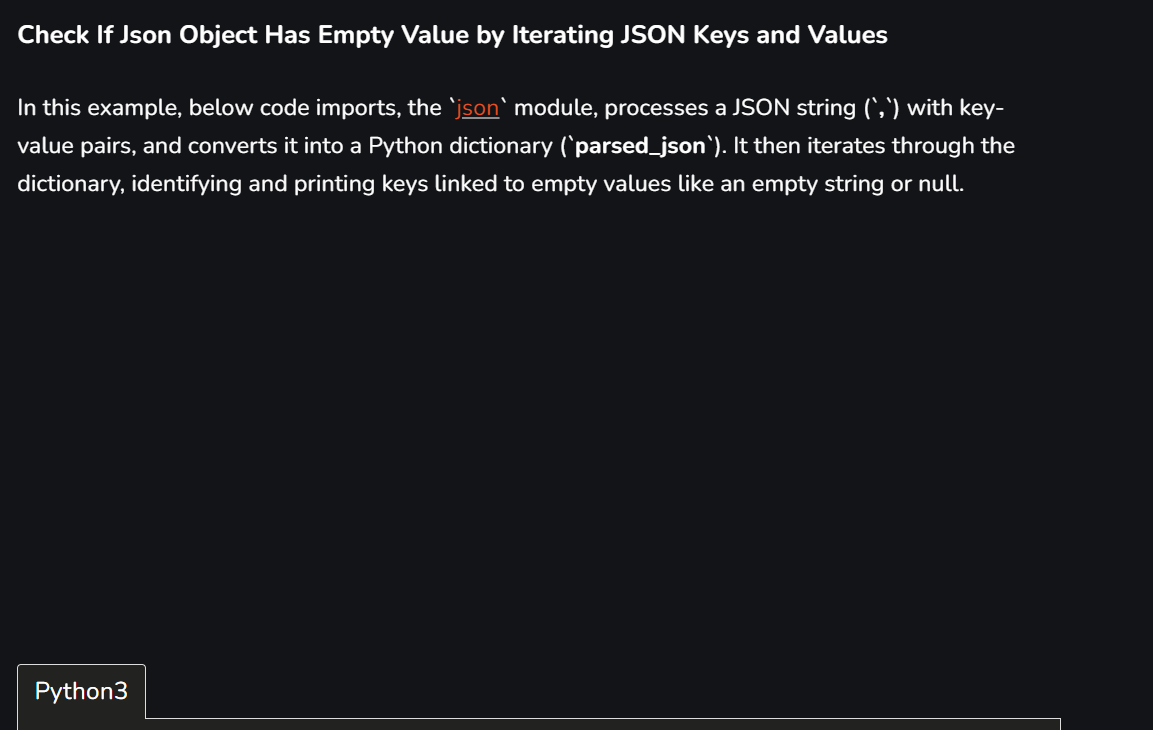 Check If Json Object Has Empty Value by Iterating JSON Keys and Values
In this example, below code imports, the `json` module, processes a JSON string (`,`) with key-
value pairs, and converts it into a Python dictionary (`parsed_json`). It then iterates through the
dictionary, identifying and printing keys linked to empty values like an empty string or null.
Python3